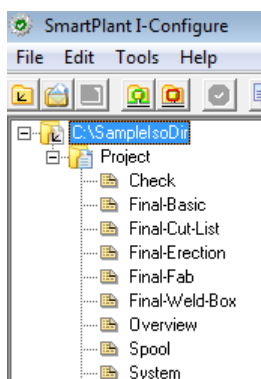 SmartPlant I-Configure
File Edit Tools Help
C:\SampleIsoDir
Project
Check
Final-Basic
Final-Cut-List
Final-Erection
Final-Fab
Final-Weld-Box
Overview
Spool
System